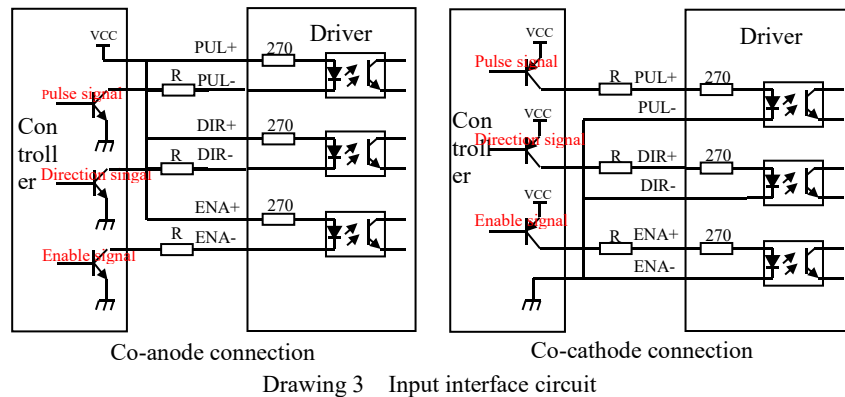 VCC
PUL+
270
Driver
R
PUL-
Pulse signal
Con
troll
er
DIR+
270
R
DIR-
Direction singal
ENA+
270
R
ENA-
Enable signal
Co-anode connection
VCC
Driver
Pulse signal
R
PUL+
270
PUL-
VCC
Con
troll
er
Direction signal
R
DIR+
270
DIR-
VCC
Enable signal
R
ENA+
270
ENA-
Co-cathode connection
Drawing 3 Input interface circuit